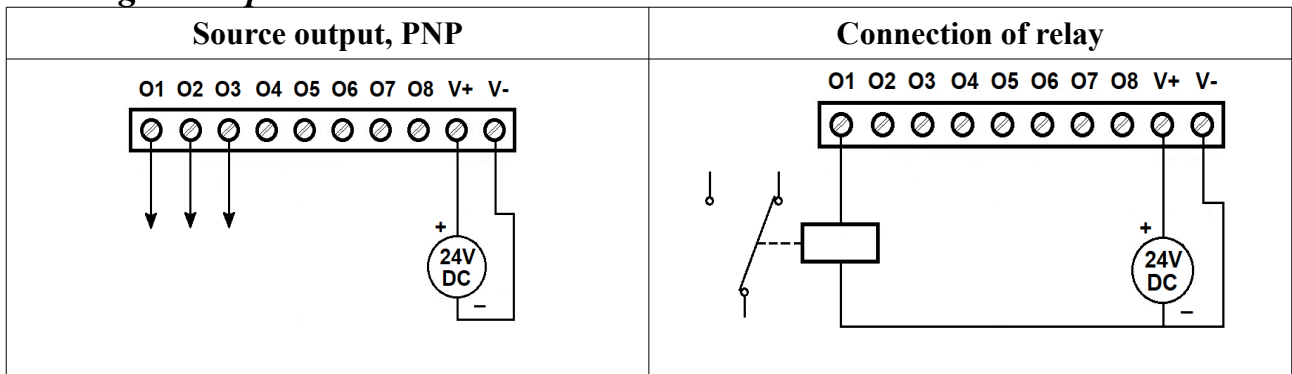 Source output, PNP
Connection of relay
O1 O2 O3 O4 O5 O6 O7 O8 V+ V-
+
24V
DC
–
O1 O2 O3 O4 O5 O6 O7 O8 V+ V-
+
24V
DC
–